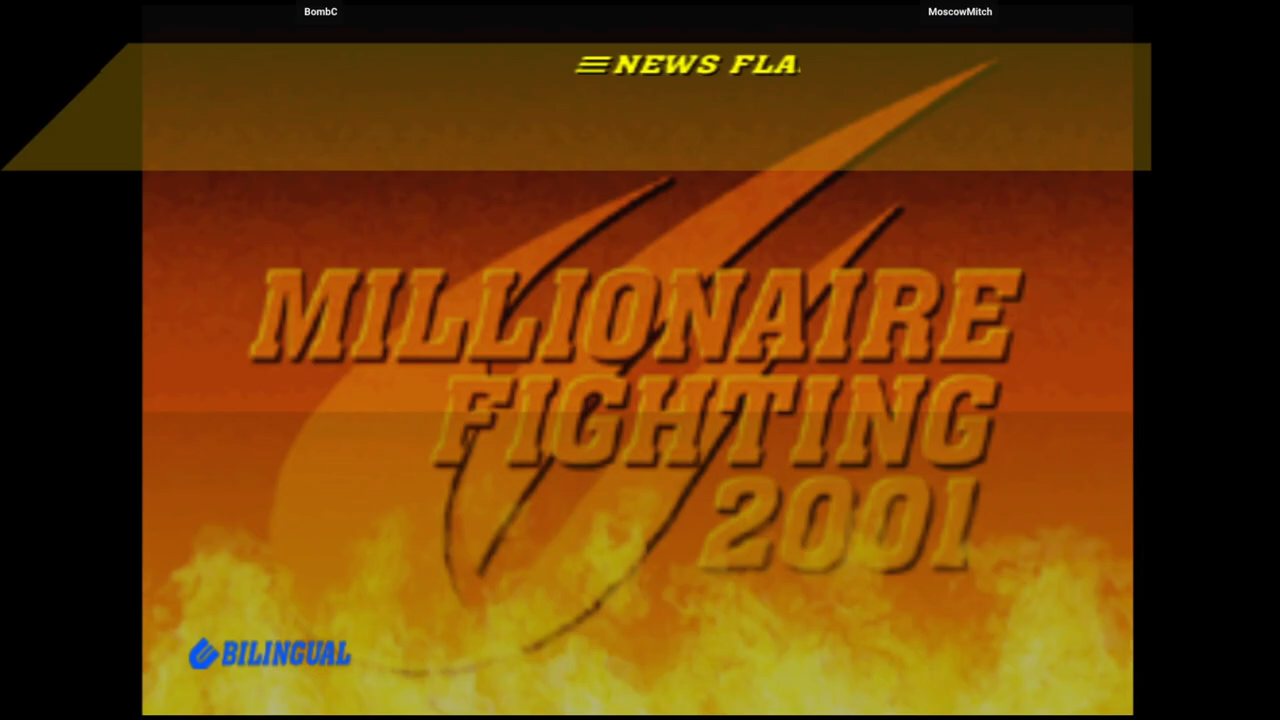 BombC
MoscowMitch
NEWS FLA
MILLIONAIRE
FIGHTING
2001
BILINGUAL